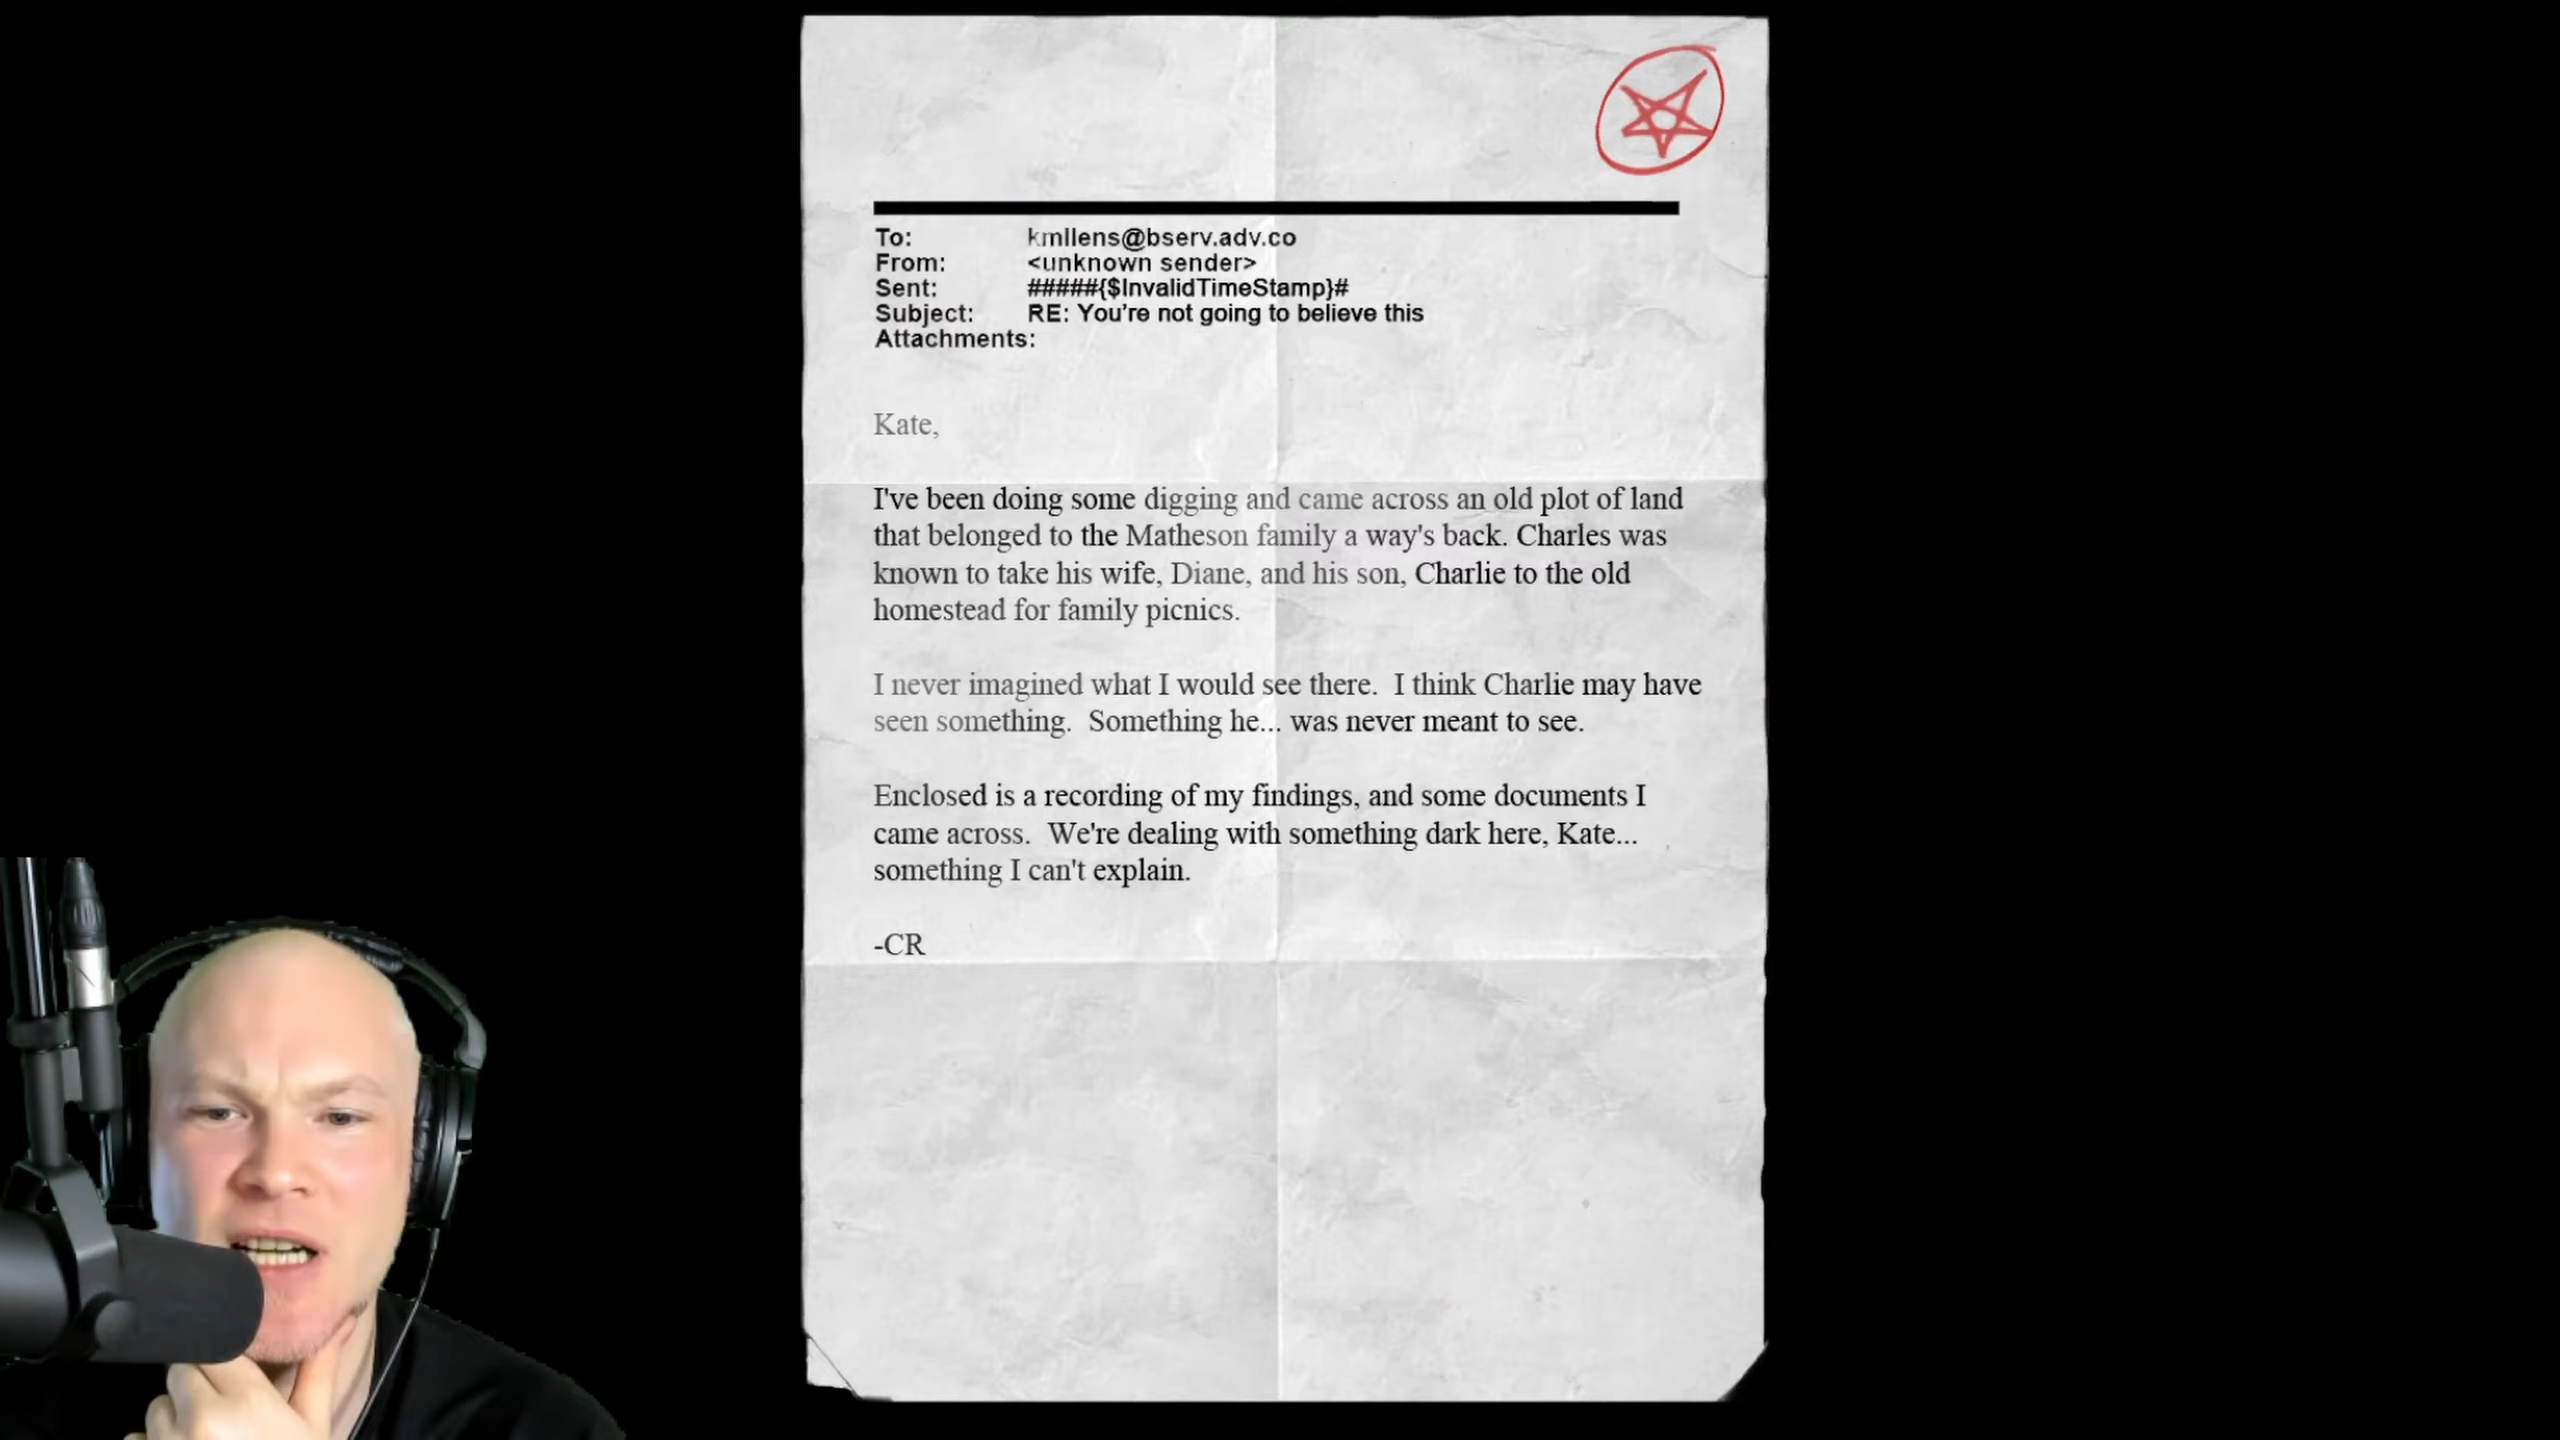 To: kmllens@bserv.adv.co
From: <unknown sender>
Sent: #####{$InvalidTimeStamp}#
Subject: RE: You're not going to believe this
Attachments:
Kate,
I've been doing some digging and came across an old plot of land
that belonged to the Matheson family a way's back. Charles was
known to take his wife, Diane, and his son, Charlie to the old
homestead for family picnics.
I never imagined what I would see there.  I think Charlie may have
seen something.  Something he... was never meant to see.
Enclosed is a recording of my findings, and some documents I
came across.  We're dealing with something dark here, Kate...
something I can't explain.
-CR